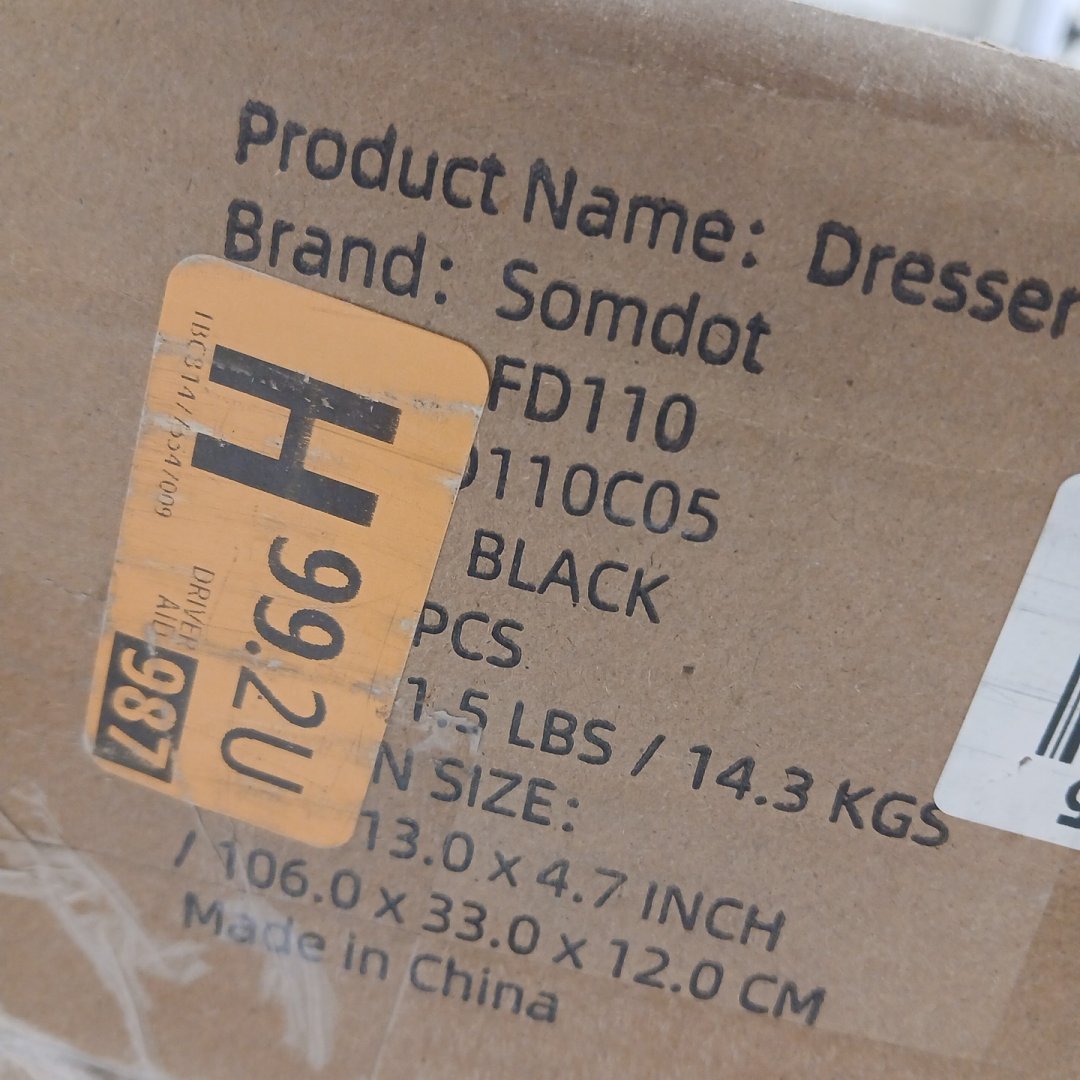 Product Name: Dresser
Brand: Somdot
FD110
110C05
BLACK
PCS
1.5 LBS / 14.3 KGS
N SIZE:
13.0 x 4.7 INCH
/ 106.0 x 33.0 x 12.0 CM
Made in China
H
99.2U
DRIVER
AID
987